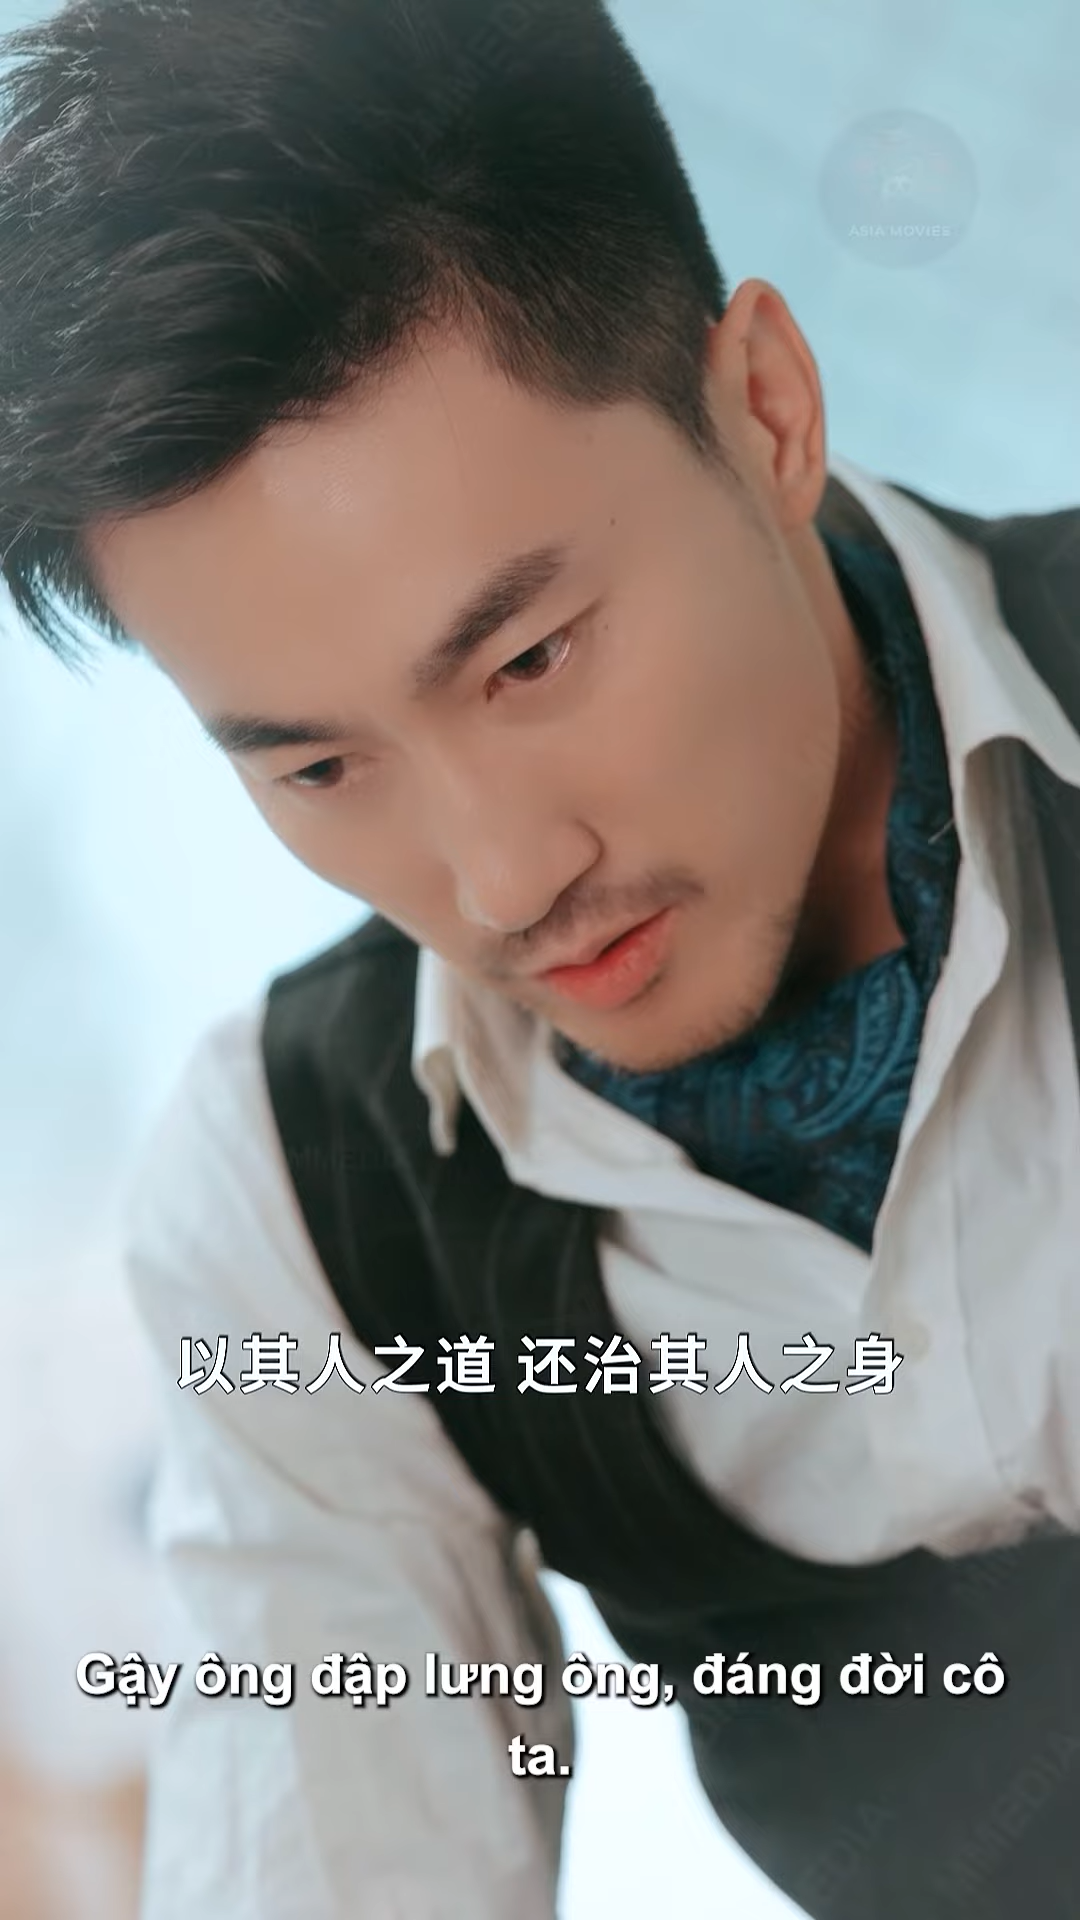 ASIA MOVIES
以其人之道 还治其人之身
Gậy ông đập lưng ông, đáng đời cô
ta.